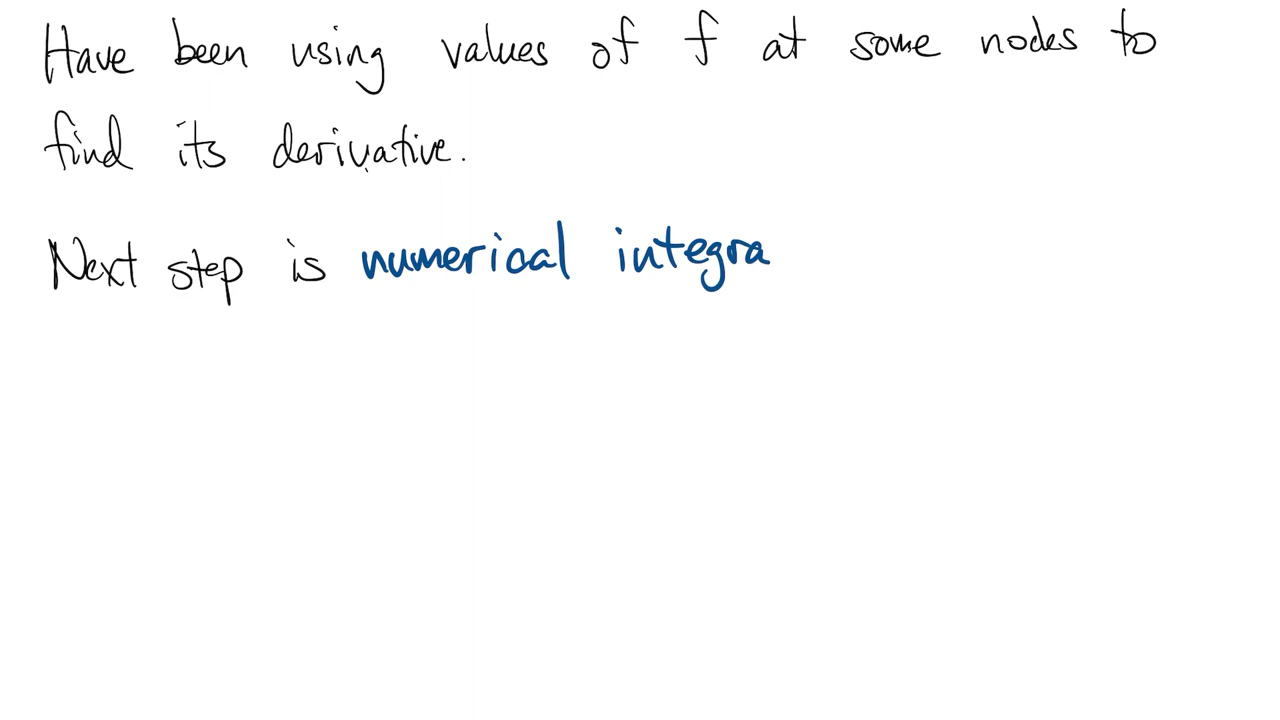 Have been using values of f at some nodes to
find its derivative.
Next step is numerical integra